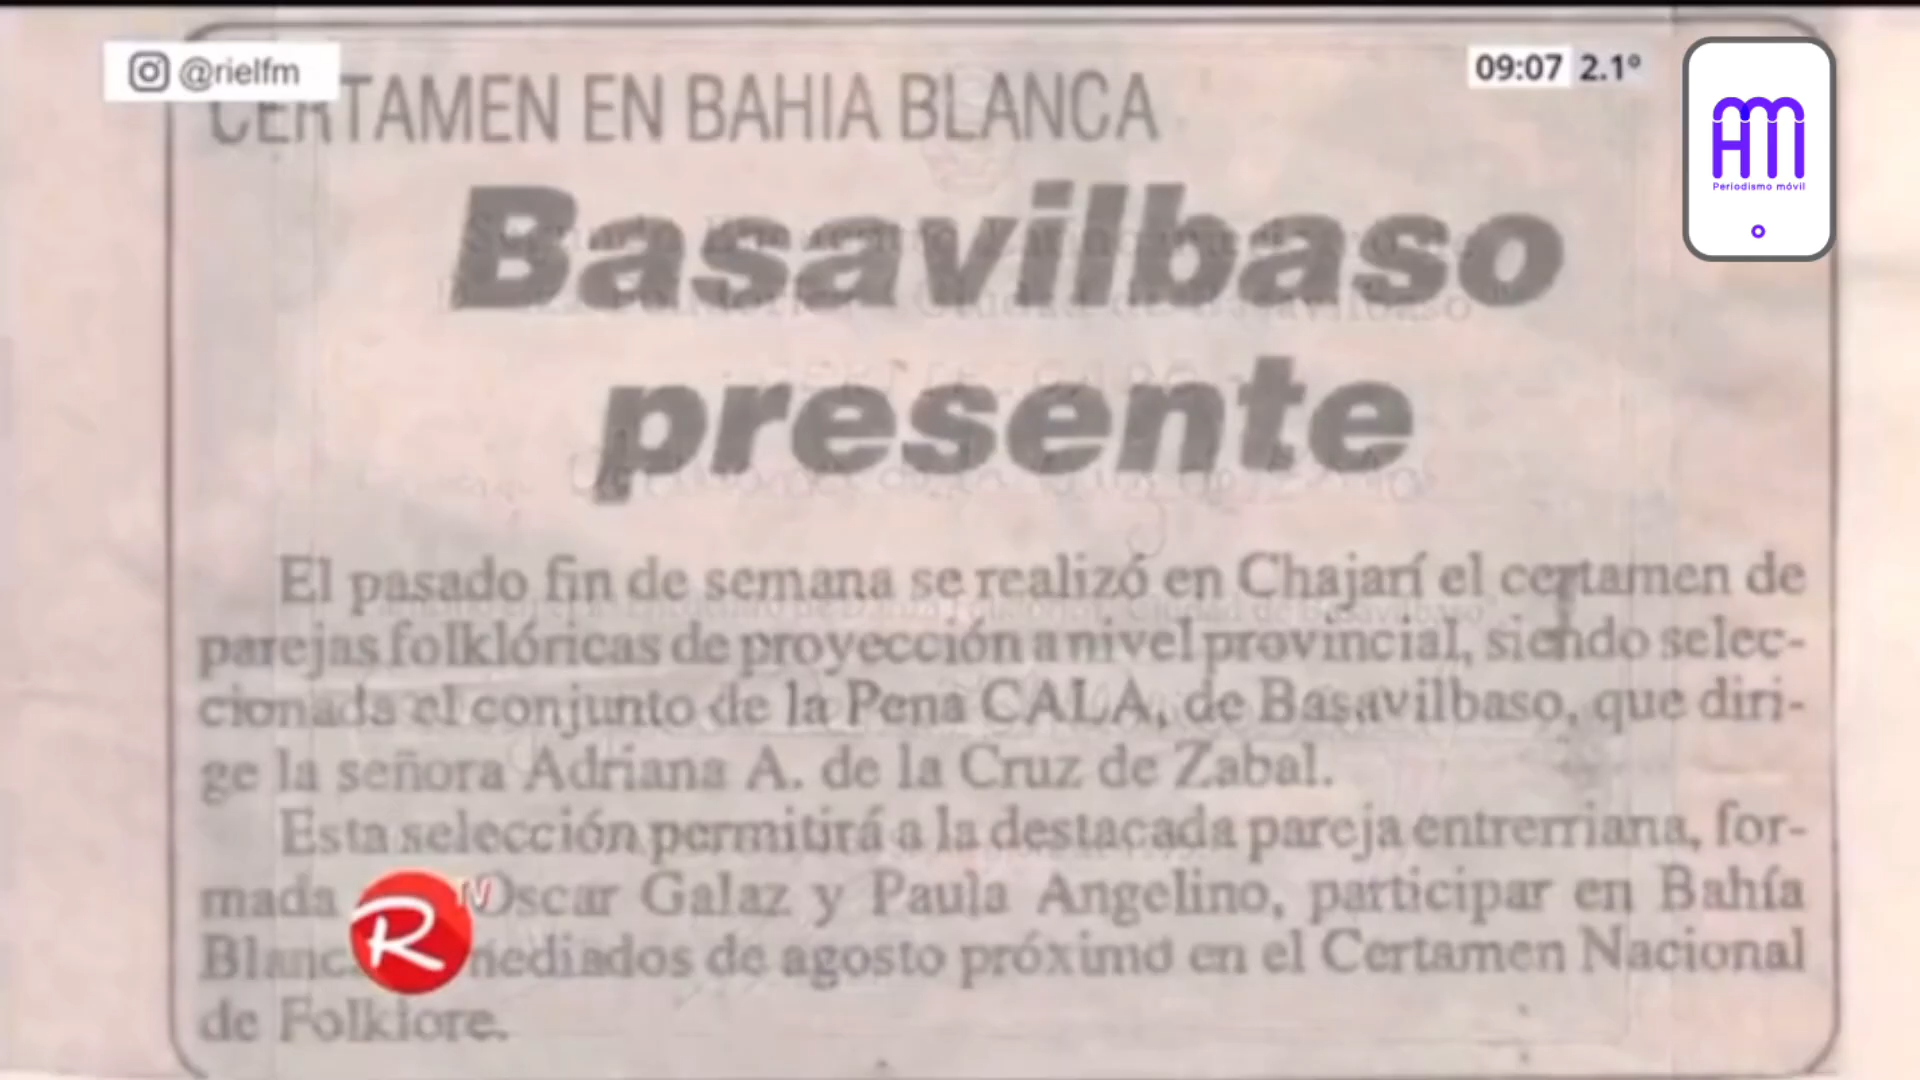 @rielfm
09:07 2.1º
AM
Periodismo móvil
CERTAMEN EN BAHIA BLANCA
Basavilbaso
presente
El pasado fin de semana se realizó en Chajarí el certamen de
parejas folklóricas de proyección a nivel provincial, siendo selec-
cionada el conjunto de la Pena CALA, de Basavilbaso, que diri-
ge la señora Adriana A. de la Cruz de Zabal.
Esta selección permitirá a la destacada pareja entrerriana, for-
mada Oscar Galaz y Paula Angelino, participar en Bahía
Blanca mediados de agosto próximo en el Certamen Nacional
de Folklore.
R TV